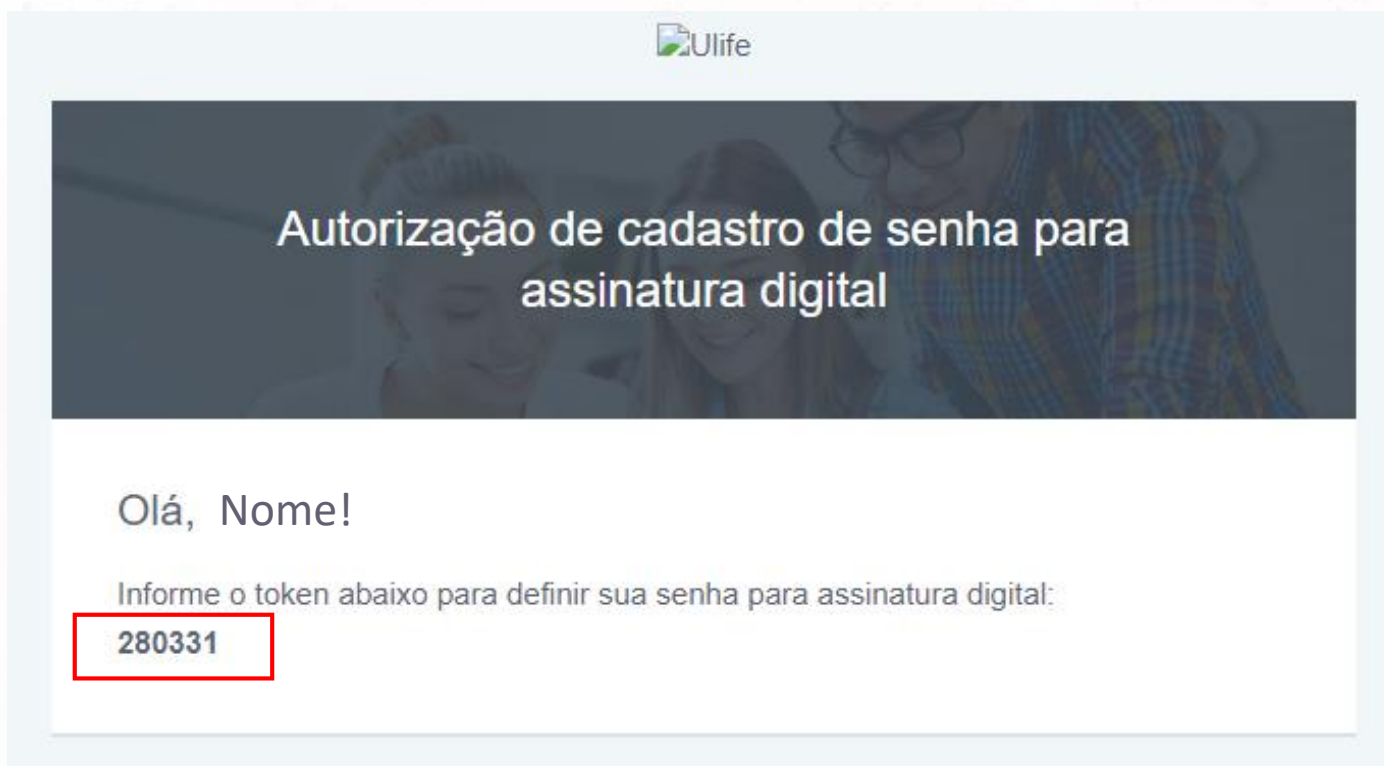 Ulife
Autorização de cadastro de senha para
assinatura digital
Olá, Nome!
Informe o token abaixo para definir sua senha para assinatura digital:
280331